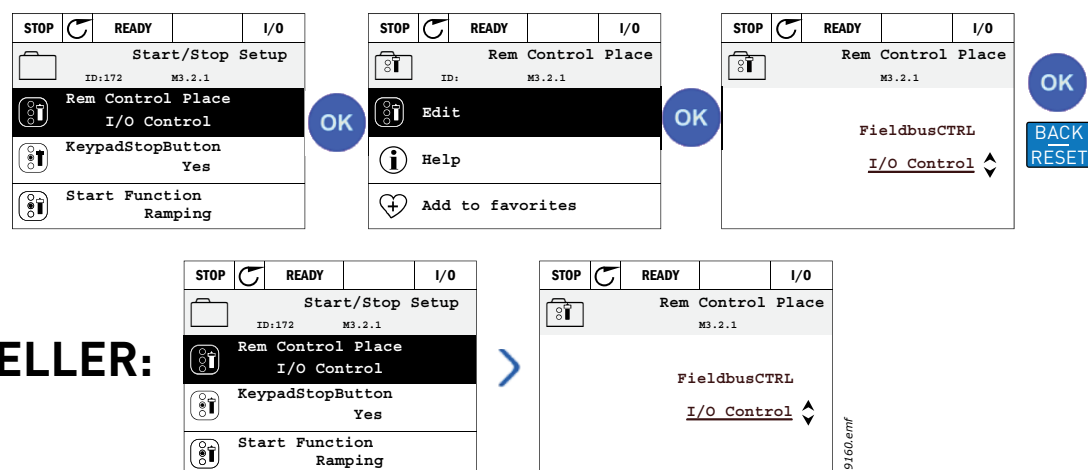 STOP READY I/O
Start/Stop Setup
ID:172 M3.2.1
Rem Control Place
I/O Control
KeypadStopButton
Yes
Start Function
Ramping
OK
STOP READY I/O
Rem Control Place
ID: M3.2.1
Edit
Help
Add to favorites
OK
STOP READY I/O
Rem Control Place
M3.2.1
FieldbusCTRL
I/O Control
OK
BACK
RESET
ELLER:
STOP READY I/O
Start/Stop Setup
ID:172 M3.2.1
Rem Control Place
I/O Control
KeypadStopButton
Yes
Start Function
Ramping
STOP READY I/O
Rem Control Place
M3.2.1
FieldbusCTRL
I/O Control
9160.emf